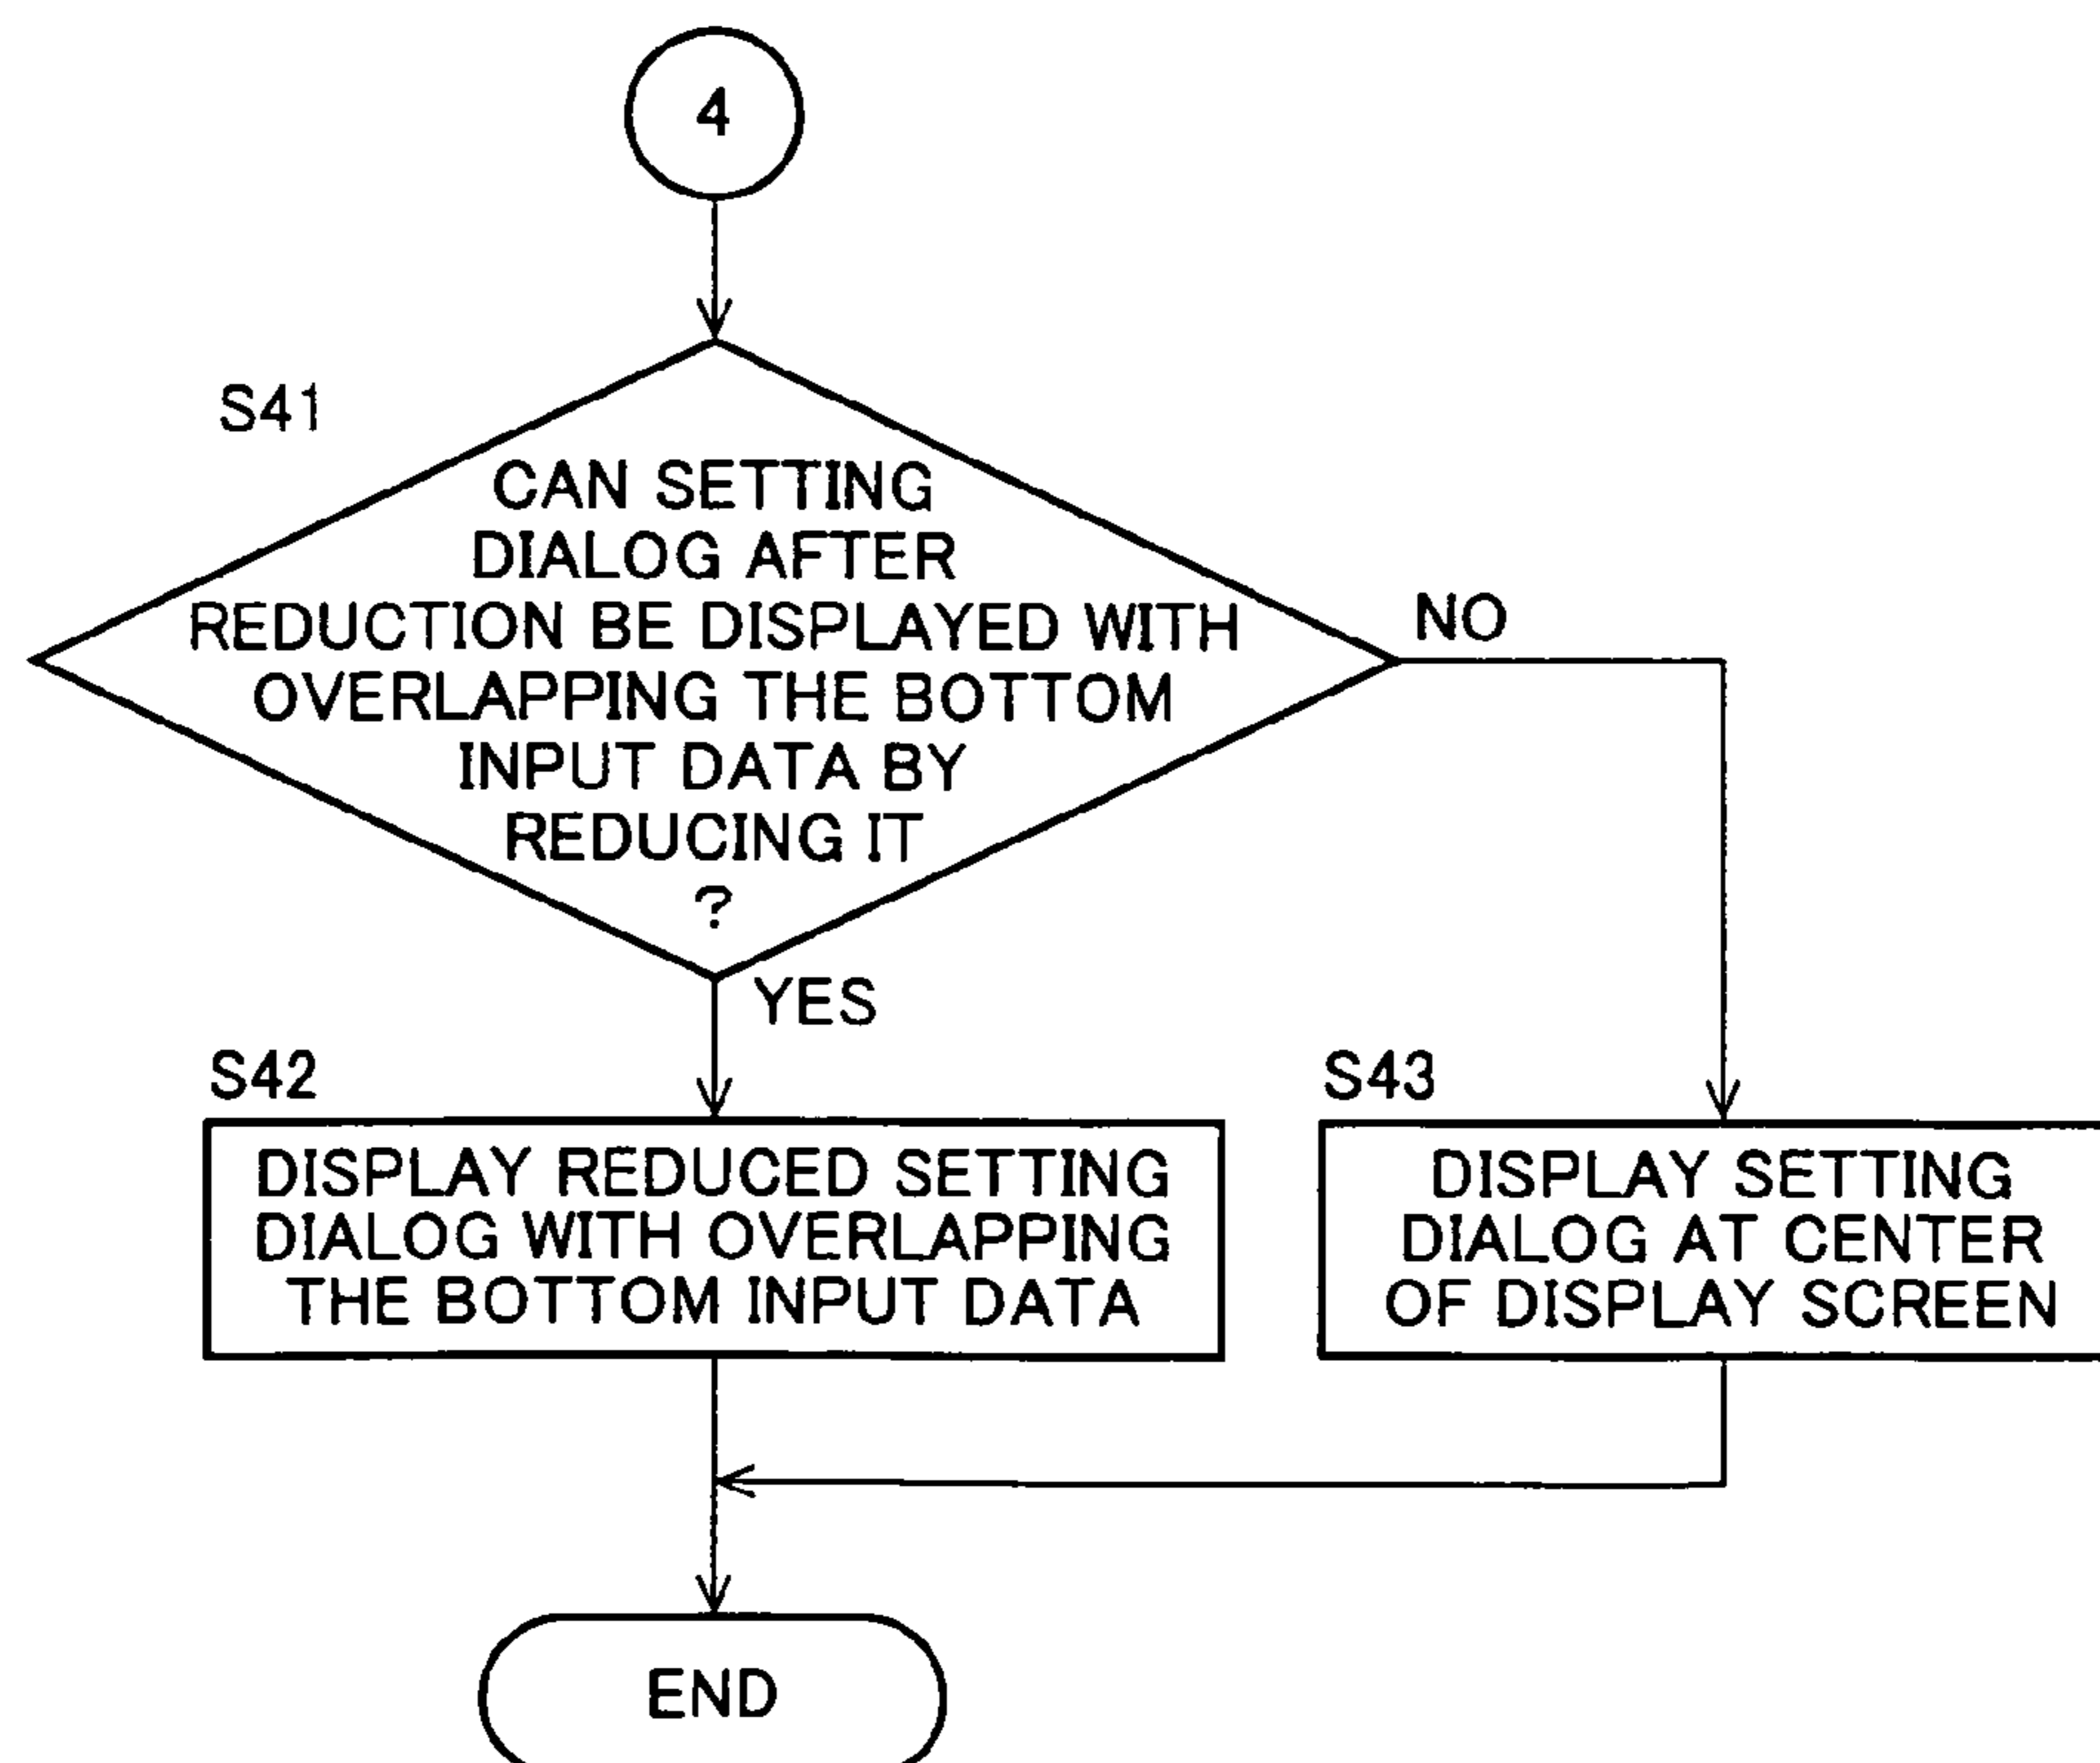 4
S41
CAN SETTING
DIALOG AFTER
REDUCTION BE DISPLAYED WITH
OVERLAPPING THE BOTTOM
INPUT DATA BY
REDUCING IT
?
NO
YES
S42
DISPLAY REDUCED SETTING
DIALOG WITH OVERLAPPING
THE BOTTOM INPUT DATA
S43
DISPLAY SETTING
DIALOG AT CENTER
OF DISPLAY SCREEN
END